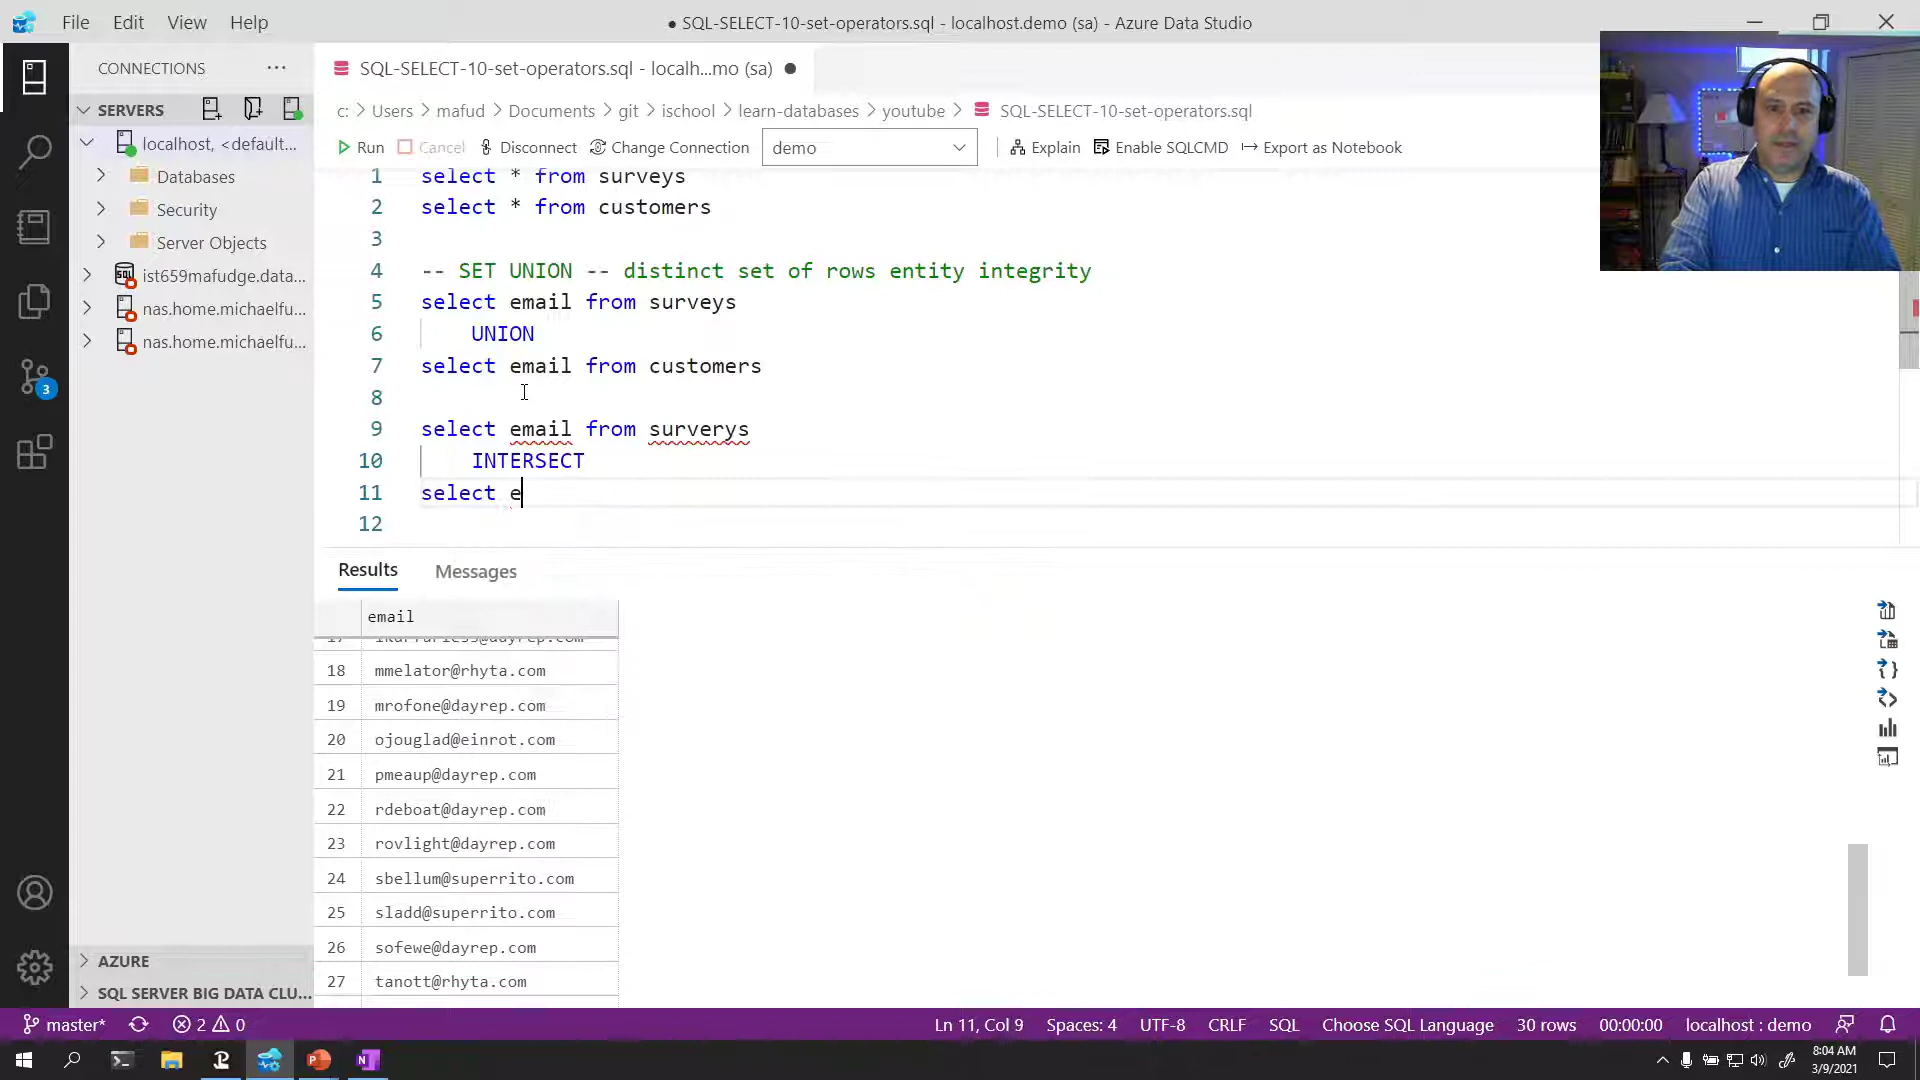 File Edit View Help
● SQL-SELECT-10-set-operators.sql - localhost.demo (sa) - Azure Data Studio
CONNECTIONS ...
SQL-SELECT-10-set-operators.sql - localh...mo (sa) ●
SERVERS
c: > Users > mafud > Documents > git > ischool > learn-databases > youtube > SQL-SELECT-10-set-operators.sql
localhost, <default...
Run Cancel Disconnect Change Connection demo Explain Enable SQLCMD Export as Notebook
Databases
Security
Server Objects
ist659mafudge.data...
nas.home.michaelfu...
nas.home.michaelfu...
1 select * from surveys
2 select * from customers
3
4 -- SET UNION -- distinct set of rows entity integrity
5 select email from surveys
6 UNION
7 select email from customers
8
9 select email from surverys
10 INTERSECT
11 select e
12
3
Results Messages
email
18 mmelator@rhyta.com
19 mrofone@dayrep.com
20 ojouglad@einrot.com
21 pmeaup@dayrep.com
22 rdeboat@dayrep.com
23 rovlight@dayrep.com
24 sbellum@superrito.com
25 sladd@superrito.com
26 sofewe@dayrep.com
27 tanott@rhyta.com
AZURE
SQL SERVER BIG DATA CLU...
master* 2 0
Ln 11, Col 9 Spaces: 4 UTF-8 CRLF SQL Choose SQL Language 30 rows 00:00:00 localhost : demo
8:04 AM
3/9/2021